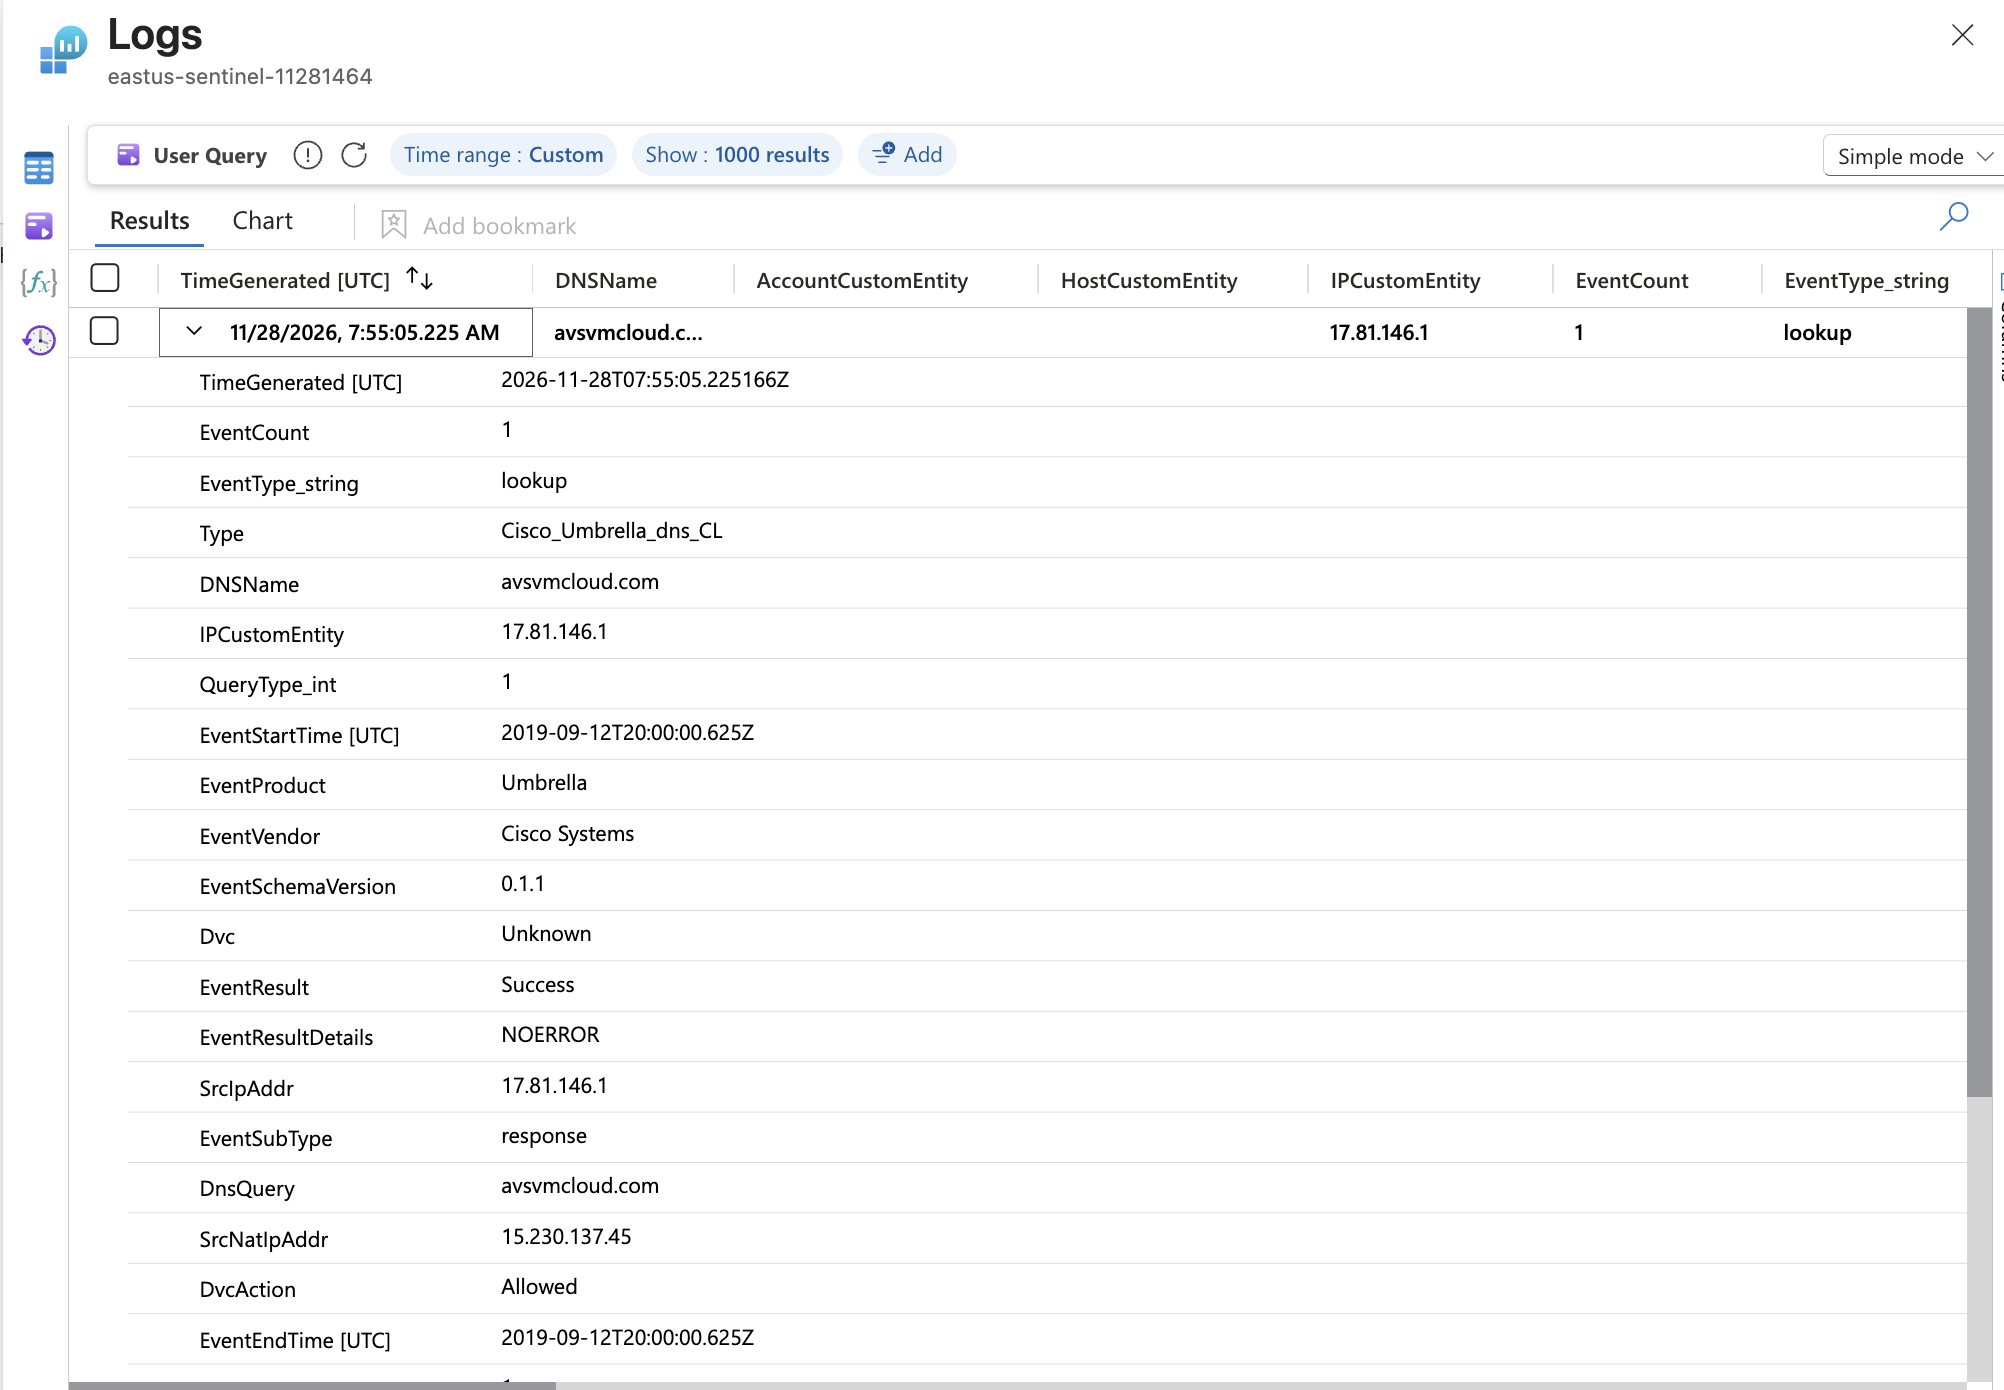 Logs
eastus-sentinel-11281464
User Query Time range : Custom Show : 1000 results Add Simple mode
Results Chart Add bookmark
TimeGenerated [UTC] DNSName AccountCustomEntity HostCustomEntity IPCustomEntity EventCount EventType_string
11/28/2026, 7:55:05.225 AM avsvmcloud.c... 17.81.146.1 1 lookup
TimeGenerated [UTC] 2026-11-28T07:55:05.225166Z
EventCount 1
EventType_string lookup
Type Cisco_Umbrella_dns_CL
DNSName avsvmcloud.com
IPCustomEntity 17.81.146.1
QueryType_int 1
EventStartTime [UTC] 2019-09-12T20:00:00.625Z
EventProduct Umbrella
EventVendor Cisco Systems
EventSchemaVersion 0.1.1
Dvc Unknown
EventResult Success
EventResultDetails NOERROR
SrcIpAddr 17.81.146.1
EventSubType response
DnsQuery avsvmcloud.com
SrcNatIpAddr 15.230.137.45
DvcAction Allowed
EventEndTime [UTC] 2019-09-12T20:00:00.625Z